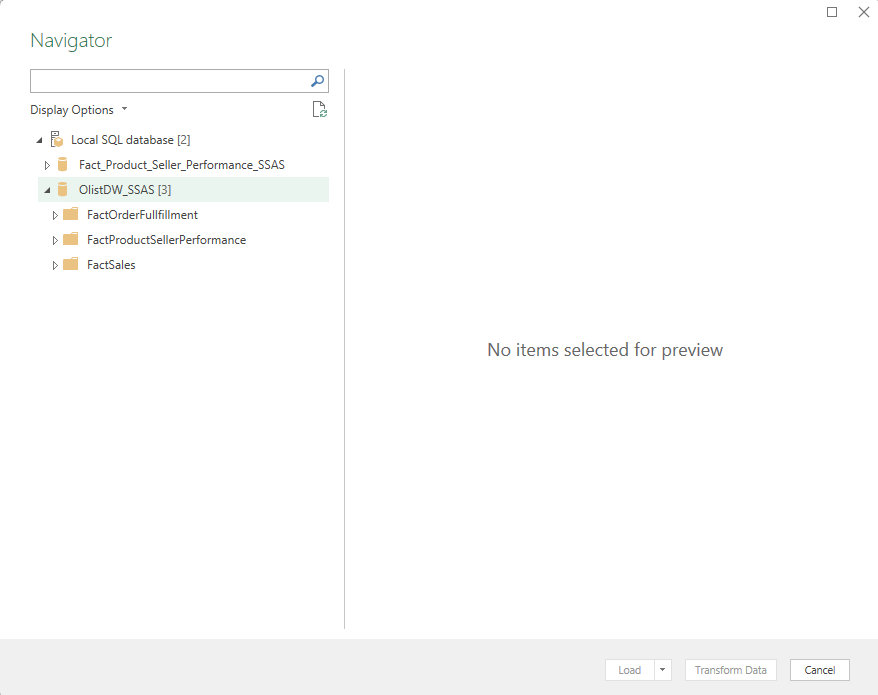 Navigator
Display Options
Local SQL database [2]
Fact_Product_Seller_Performance_SSAS
OlistDW_SSAS [3]
FactOrderFullfillment
FactProductSellerPerformance
FactSales
No items selected for preview
Load
Transform Data
Cancel